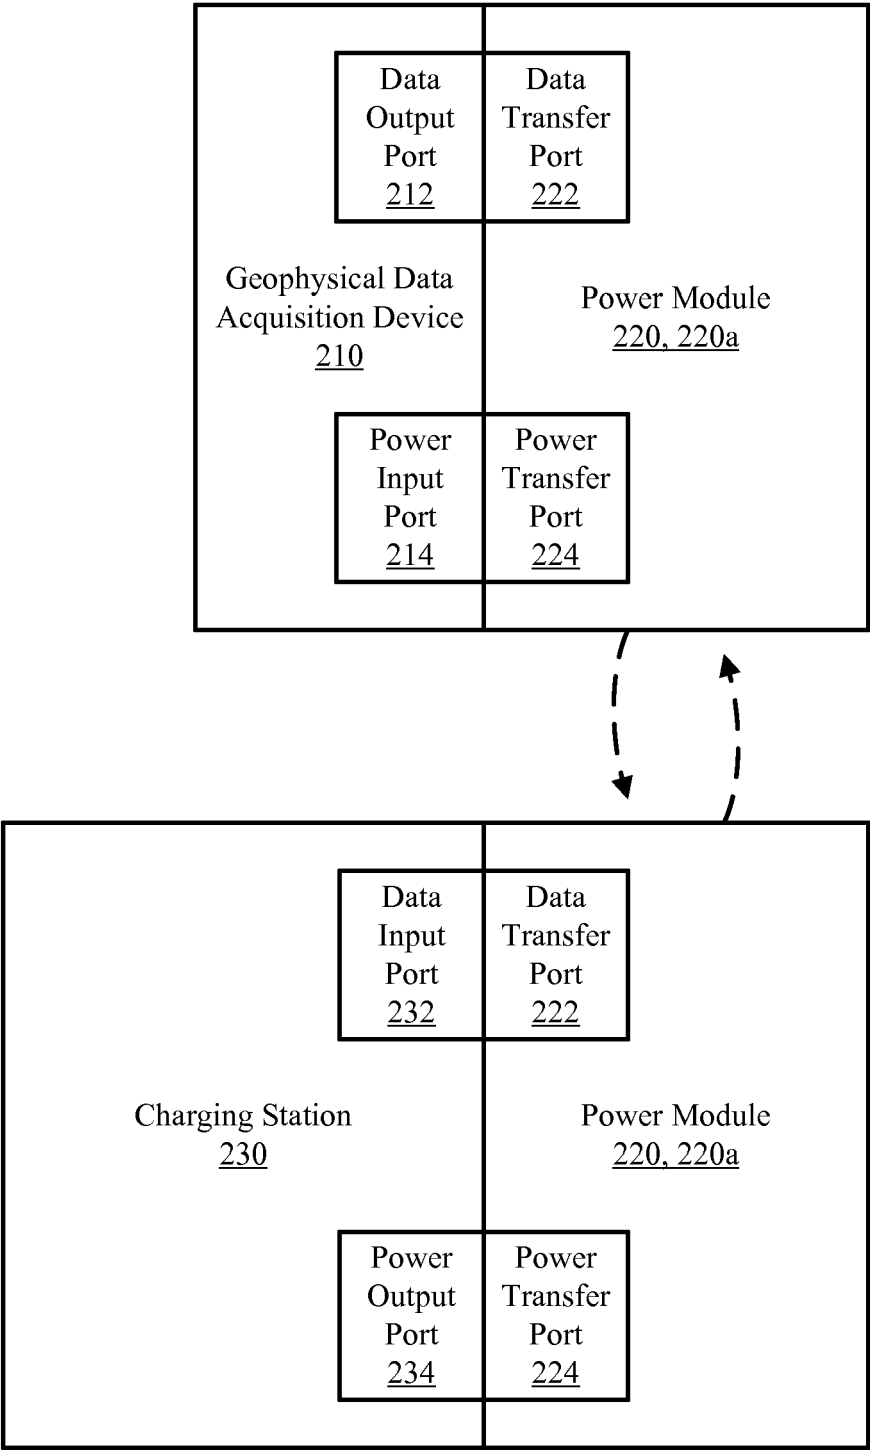 Data
Output
Port
212
Data
Transfer
Port
222
Geophysical Data
Acquisition Device
210
Power Module
220, 220a
Power
Input
Port
214
Power
Transfer
Port
224
Data
Input
Port
232
Data
Transfer
Port
222
Charging Station
230
Power Module
220, 220a
Power
Output
Port
234
Power
Transfer
Port
224